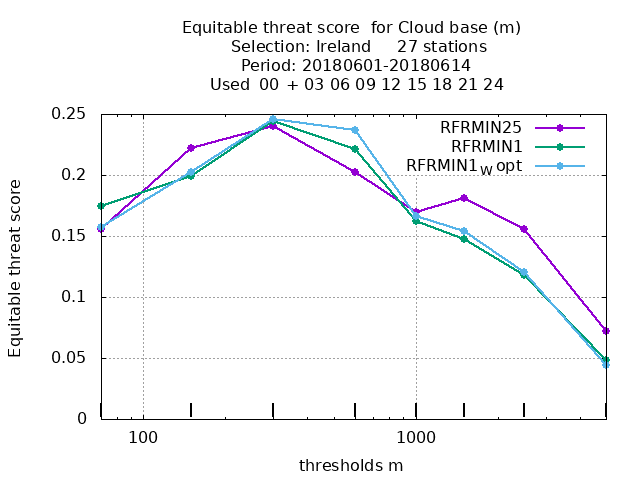 Equitable threat score for Cloud base (m)
Selection: Ireland 27 stations
Period: 20180601-20180614
Used 00 + 03 06 09 12 15 18 21 24
0.25
RFRMIN25
RFRMIN1
RFRMIN1W opt
0.2
0.15
0.1
0.05
0
Equitable threat score
100
1000
thresholds m